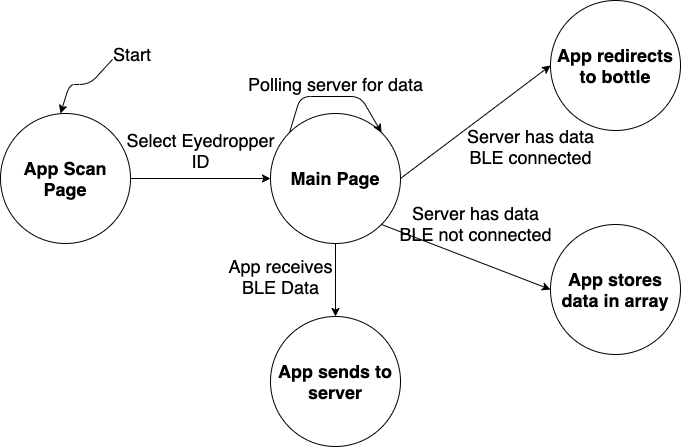 Start
App redirects
to bottle
Polling server for data
Select Eyedropper
ID
Server has data
BLE connected
App Scan
Page
Main Page
Server has data
BLE not connected
App receives
BLE Data
App stores
data in array
App sends to
server